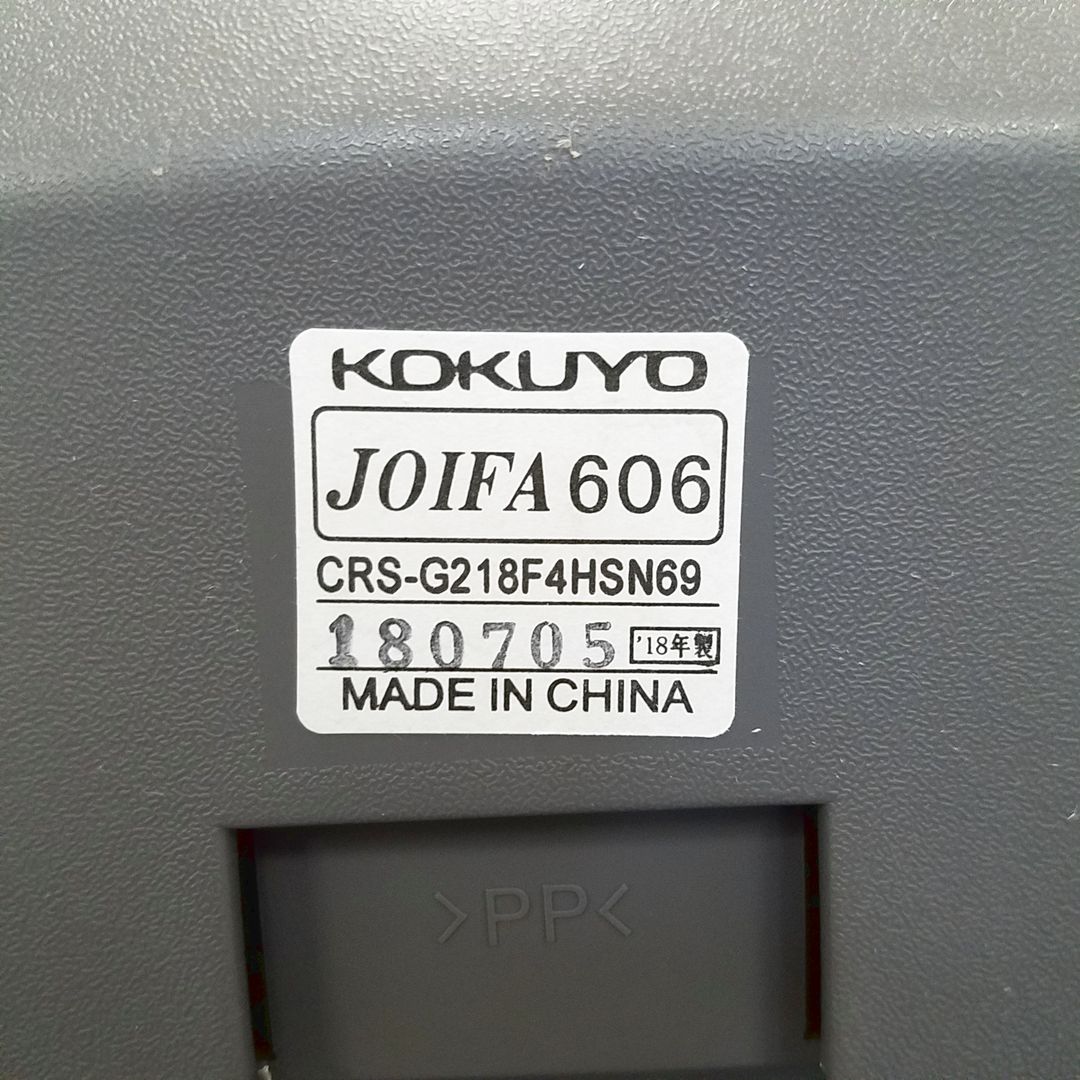 KOKUYO
JOIFA 606
CRS-G218F4HSN69
180705 '18年製
MADE IN CHINA
>PP<